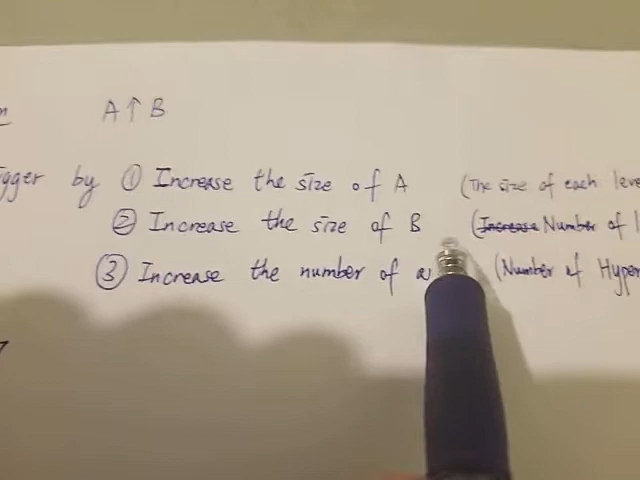 A↑B
by ① Increase the size of A (The size of each leve
② Increase the size of B (Increase Number of l
③ Increase the number of (Number of Hyper